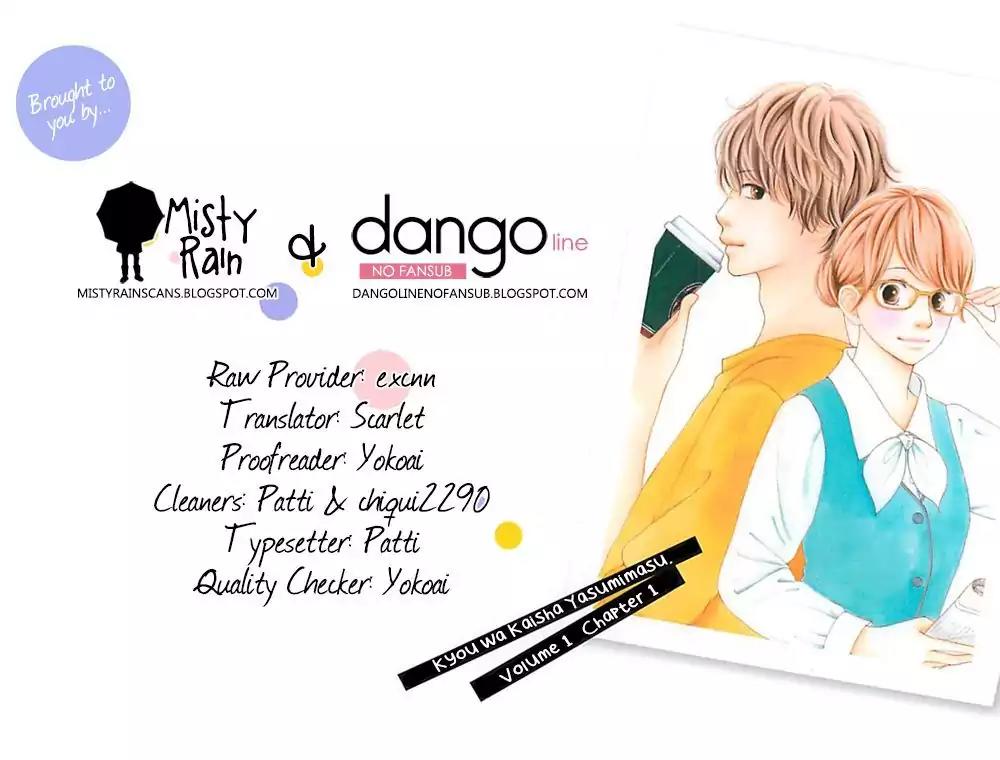 Brought to
you by...
Misty
Rain
MISTYRAINSCANS.BLOGSPOT.COM
&
dango line
NO FANSUB
DANGOLINENOFANSUB.BLOGSPOT.COM
Raw Provider: excnn
Translator: Scarlet
Proofreader: Yokoai
Cleaners: Patti & chiqui2290
Typesetter: Patti
Quality Checker: Yokoai
Kyou wa Kaisha Yasumimasu.
Volume 1 Chapter 1